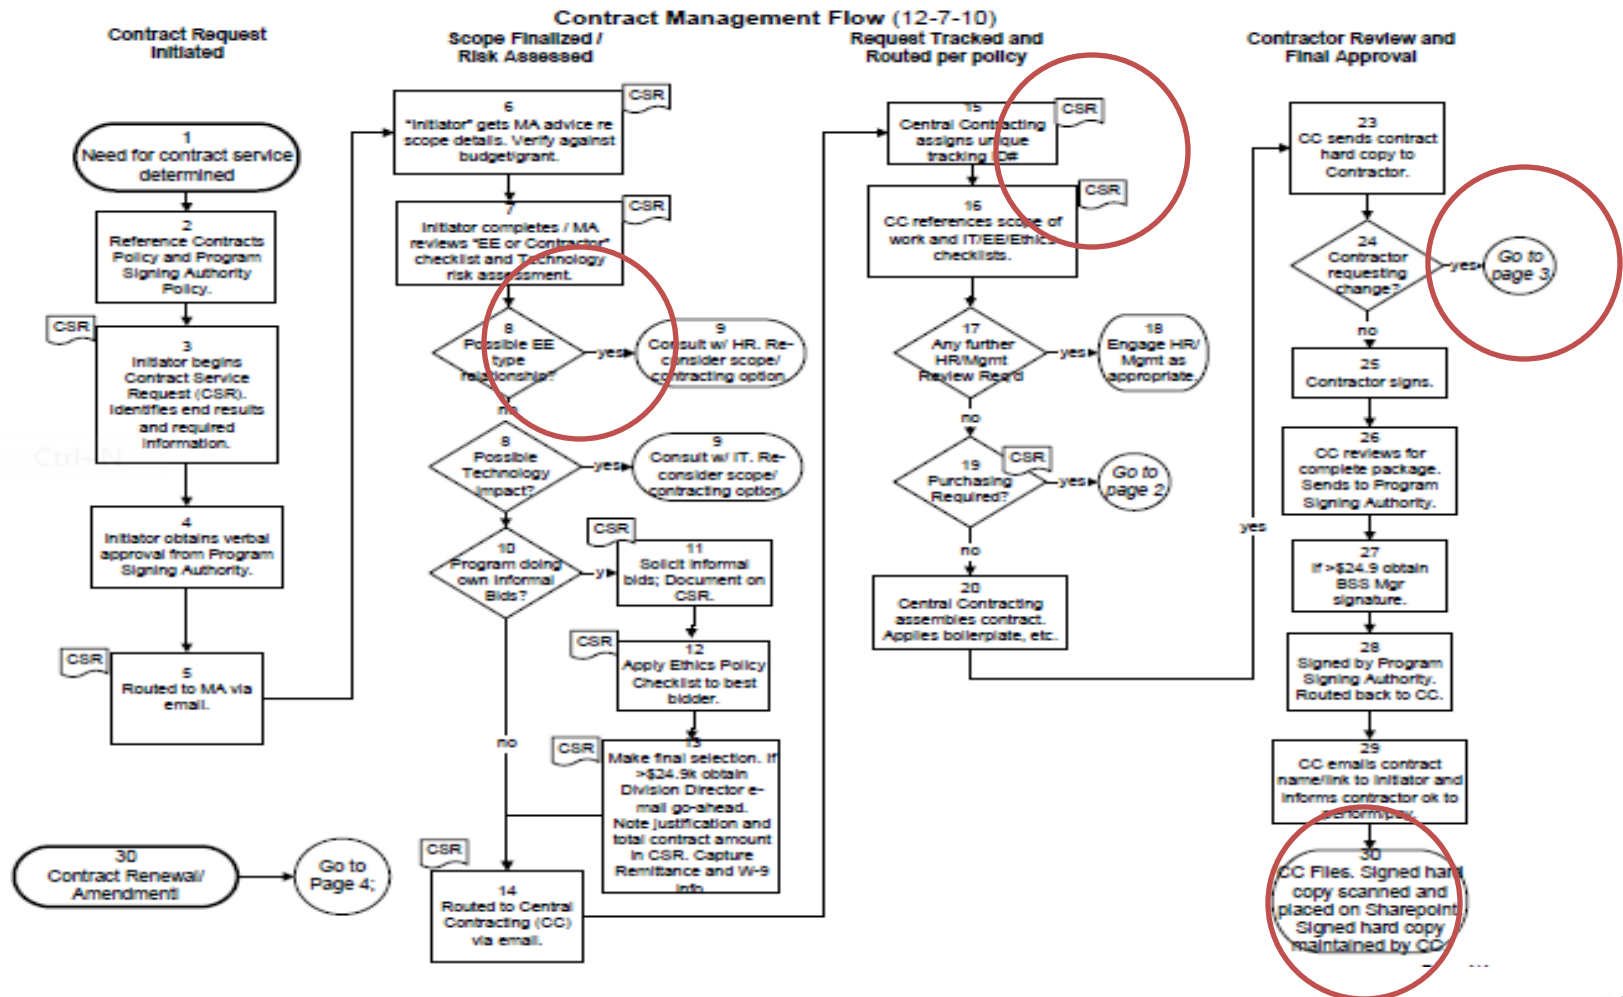 Contract Management Flow (12-7-10)
Contract Request
Initiated
Scope Finalized /
Risk Assessed
Request Tracked and
Routed per policy
Contractor Review and
Final Approval
1
Need for contract service
determined
2
Reference Contracts
Policy and Program
Signing Authority
Policy.
CSR
3
Initiator begins
Contract Service
Request (CSR).
Identifies end results
and required
information.
Ctrl+N
4
Initiator obtains verbal
approval from Program
Signing Authority.
CSR
5
Routed to MA via
email.
30
Contract Renewal/
Amendment
Go to
Page 4;
CSR
6
"Initiator" gets MA advice re
scope details. Verify against
budget/grant.
CSR
7
Initiator completes / MA
reviews "EE or Contractor"
checklist and Technology
risk assessment.
8
Possible EE
type
relationship?
yes
9
Consult w/ HR. Re-
consider scope/
contracting option
no
8
Possible
Technology
Impact?
yes
9
Consult w/ IT. Re-
consider scope/
contracting option
10
Program doing
own Informal
Bids?
y
CSR
11
Solicit Informal
bids; Document on
CSR.
CSR
12
Apply Ethics Policy
Checklist to best
bidder.
no
CSR
13
Make final selection. If
>$24.9k obtain
Division Director e-
mail go-ahead.
Note justification and
total contract amount
in CSR. Capture
Remittance and W-9
info
CSR
14
Routed to Central
Contracting (CC)
via email.
CSR
15
Central Contracting
assigns unique
tracking ID#
CSR
16
CC references scope of
work and IT/EE/Ethics
checklists.
17
Any further
HR/Mgmt
Review Req'd
yes
18
Engage HR/
Mgmt as
appropriate.
no
CSR
19
Purchasing
Required?
yes
Go to
page 2
no
20
Central Contracting
assembles contract.
Applies boilerplate, etc.
yes
23
CC sends contract
hard copy to
Contractor.
24
Contractor
requesting
change?
yes
Go to
page 3
no
25
Contractor signs.
26
CC reviews for
complete package.
Sends to Program
Signing Authority.
27
If >$24.9 obtain
BSS Mgr
signature.
28
Signed by Program
Signing Authority.
Routed back to CC.
29
CC emails contract
name/link to Initiator and
informs contractor ok to
perform/pay.
30
CC Files. Signed hard
copy scanned and
placed on Sharepoint
Signed hard copy
maintained by CC